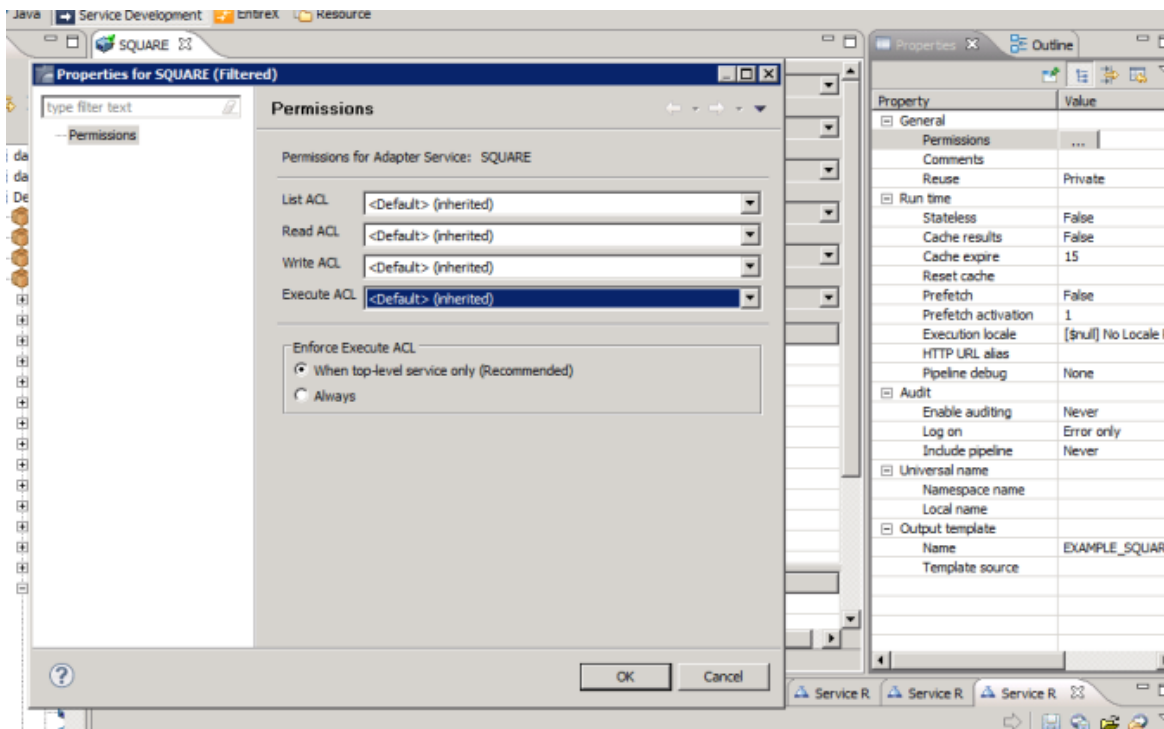 Java Service Development EntireX Resource
SQUARE
Properties Outline
Properties for SQUARE (Filtered)
type filter text
Permissions
Permissions
Permissions for Adapter Service: SQUARE
List ACL <Default> (inherited)
Read ACL <Default> (inherited)
Write ACL <Default> (inherited)
Execute ACL <Default> (inherited)
Enforce Execute ACL
When top-level service only (Recommended)
Always
OK Cancel
da
da
De
Property Value
General
Permissions ...
Comments
Reuse Private
Run time
Stateless False
Cache results False
Cache expire 15
Reset cache
Prefetch False
Prefetch activation 1
Execution locale [$null] No Locale
HTTP URL alias
Pipeline debug None
Audit
Enable auditing Never
Log on Error only
Include pipeline Never
Universal name
Namespace name
Local name
Output template
Name EXAMPLE_SQUAR
Template source
Service R Service R Service R